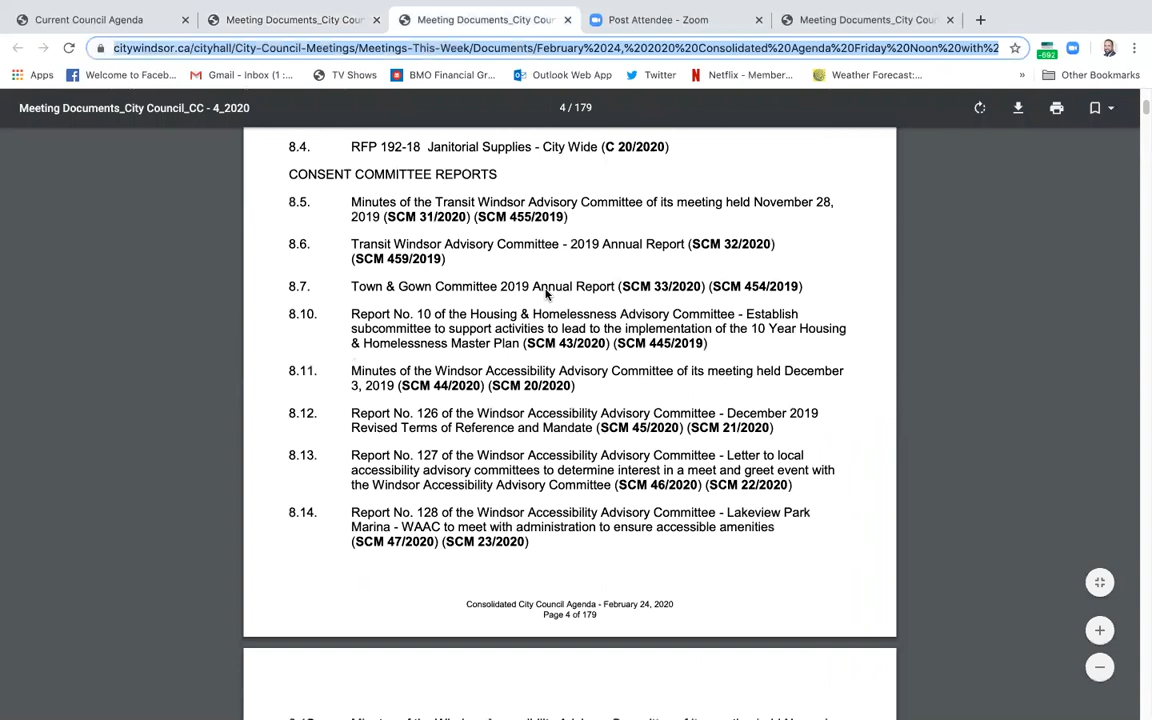 Current Council Agenda
Meeting Documents_City Coun
Meeting Documents_City Coun
Post Attendee - Zoom
Meeting Documents_City Coun
citywindsor.ca/cityhall/City-Council-Meetings/Meetings-This-Week/Documents/February%2024,%202020%20Consolidated%20Agenda%20Friday%20Noon%20with%2
-692
Apps
Welcome to Faceb...
Gmail - Inbox (1 :...
TV Shows
BMO Financial Gr...
Outlook Web App
Twitter
Netflix - Member...
Weather Forecast:...
»
Other Bookmarks
Meeting Documents_City Council_CC - 4_2020
4 / 179
8.4. RFP 192-18 Janitorial Supplies - City Wide (C 20/2020)
CONSENT COMMITTEE REPORTS
8.5. Minutes of the Transit Windsor Advisory Committee of its meeting held November 28,
2019 (SCM 31/2020) (SCM 455/2019)
8.6. Transit Windsor Advisory Committee - 2019 Annual Report (SCM 32/2020)
(SCM 459/2019)
8.7. Town & Gown Committee 2019 Annual Report (SCM 33/2020) (SCM 454/2019)
8.10. Report No. 10 of the Housing & Homelessness Advisory Committee - Establish
subcommittee to support activities to lead to the implementation of the 10 Year Housing
& Homelessness Master Plan (SCM 43/2020) (SCM 445/2019)
8.11. Minutes of the Windsor Accessibility Advisory Committee of its meeting held December
3, 2019 (SCM 44/2020) (SCM 20/2020)
8.12. Report No. 126 of the Windsor Accessibility Advisory Committee - December 2019
Revised Terms of Reference and Mandate (SCM 45/2020) (SCM 21/2020)
8.13. Report No. 127 of the Windsor Accessibility Advisory Committee - Letter to local
accessibility advisory committees to determine interest in a meet and greet event with
the Windsor Accessibility Advisory Committee (SCM 46/2020) (SCM 22/2020)
8.14. Report No. 128 of the Windsor Accessibility Advisory Committee - Lakeview Park
Marina - WAAC to meet with administration to ensure accessible amenities
(SCM 47/2020) (SCM 23/2020)
Consolidated City Council Agenda - February 24, 2020
Page 4 of 179